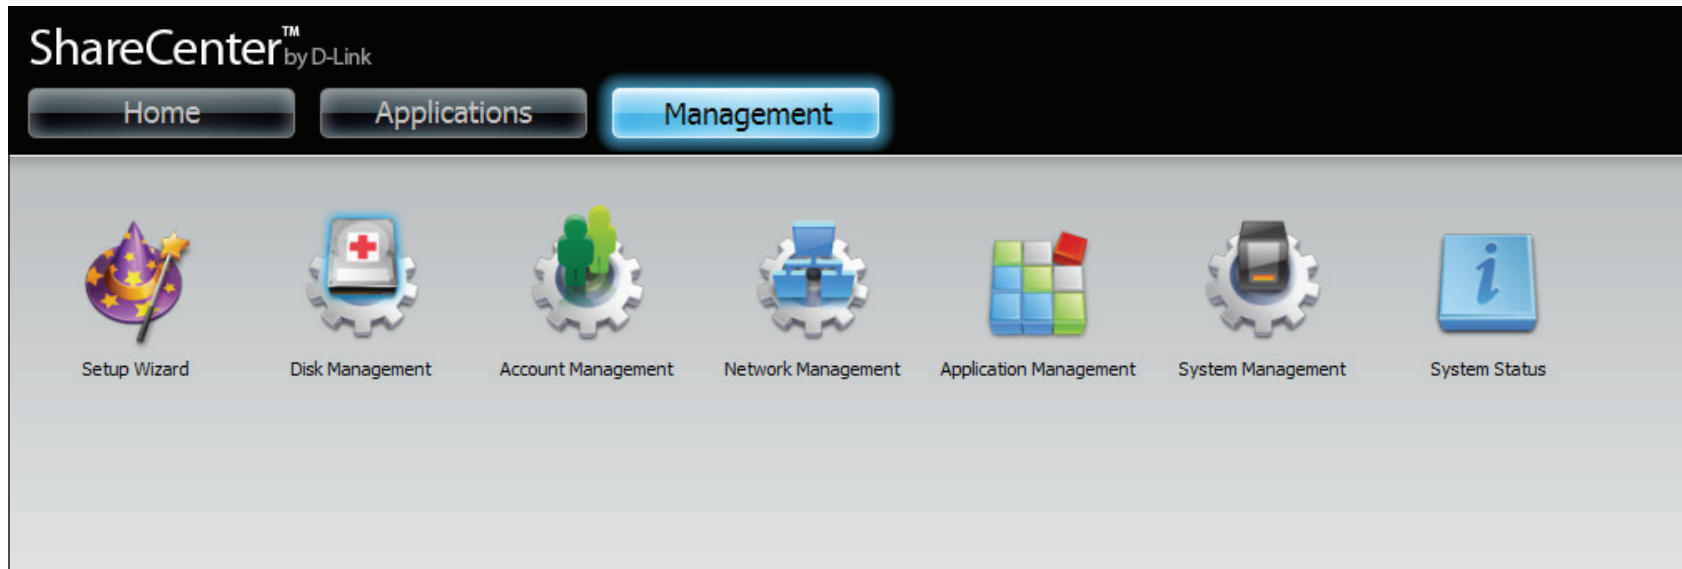 ShareCenter™ by D-Link
Home Applications Management
Setup Wizard Disk Management Account Management Network Management Application Management System Management System Status